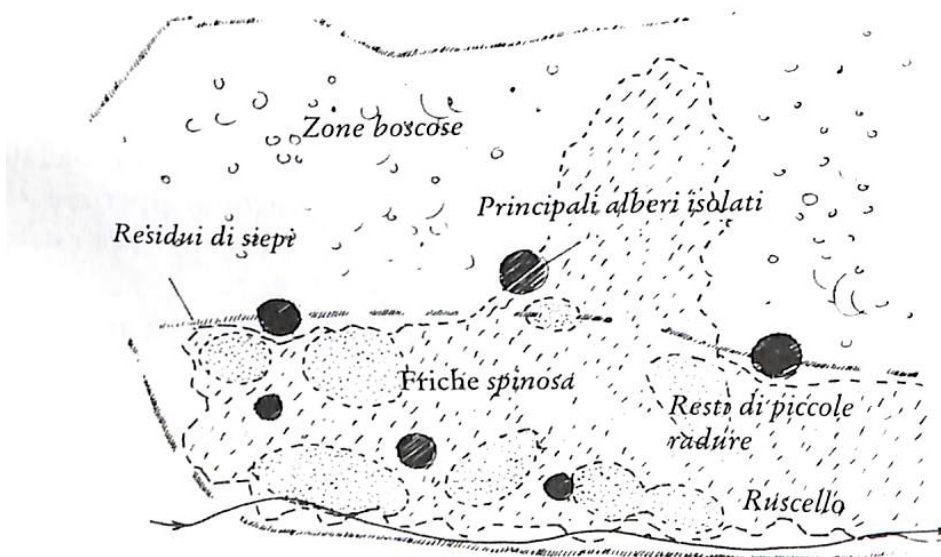 Zone boscose
Principali alberi isolati
Residui di siepi
Friche spinosa
Resti di piccole
radure
Ruscello